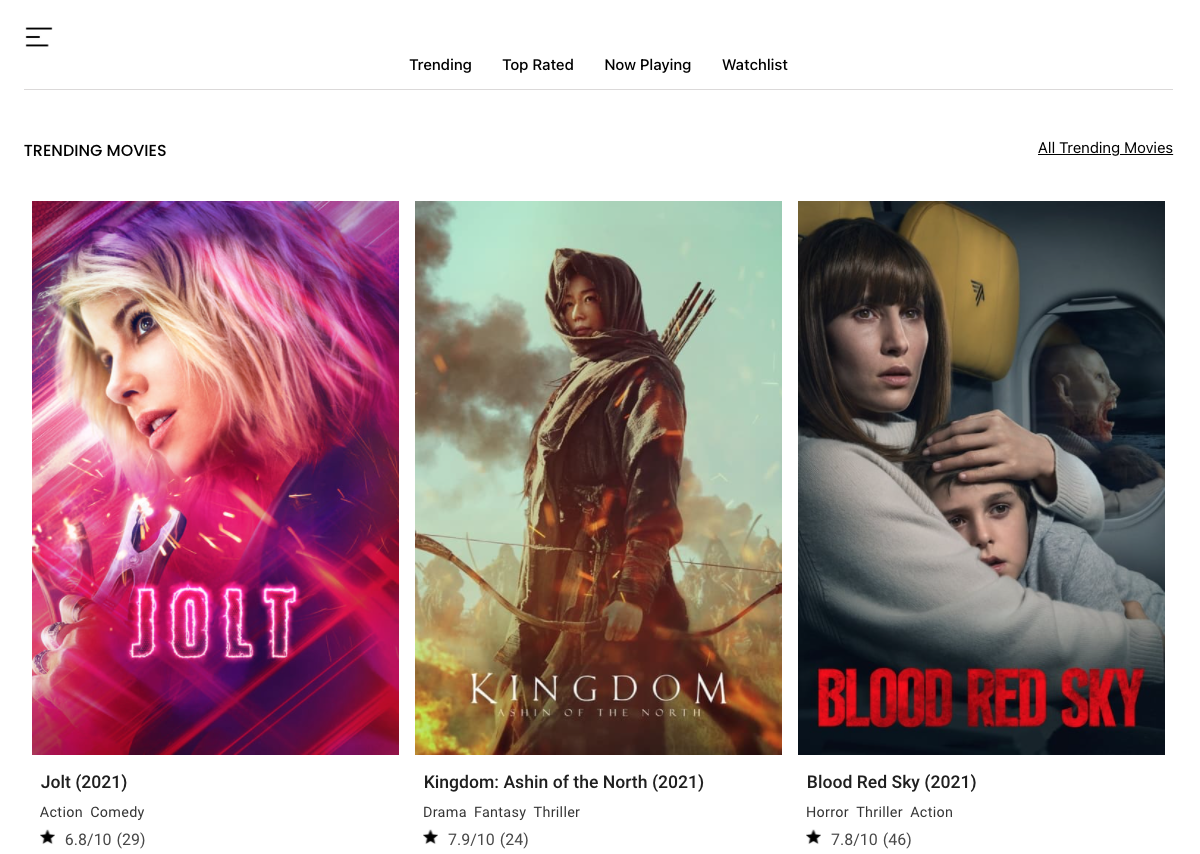 Trending Top Rated Now Playing Watchlist
TRENDING MOVIES
All Trending Movies
JOLT
KINGDOM
ASHIN OF THE NORTH
BLOOD RED SKY
Jolt (2021)
Action Comedy
6.8/10 (29)
Kingdom: Ashin of the North (2021)
Drama Fantasy Thriller
7.9/10 (24)
Blood Red Sky (2021)
Horror Thriller Action
7.8/10 (46)